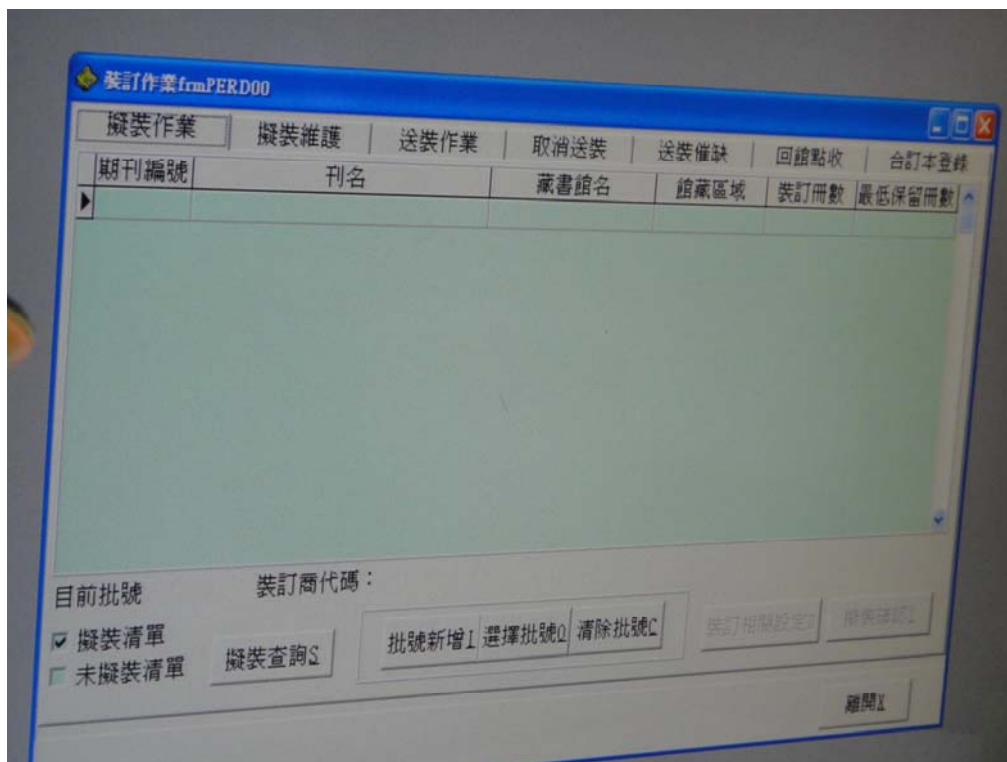 裝訂作業frmPERD00
擬裝作業 擬裝維護 送裝作業 取消送裝 送裝催缺 回館點收 合訂本登錄
期刊編號 刊名 藏書館名 館藏區域 裝訂冊數 最低保留冊數
目前批號 裝訂商代碼：
擬裝清單
未擬裝清單
擬裝查詢S
批號新增I 選擇批號O 清除批號C
裝訂相關設定 擬裝確認
離開X